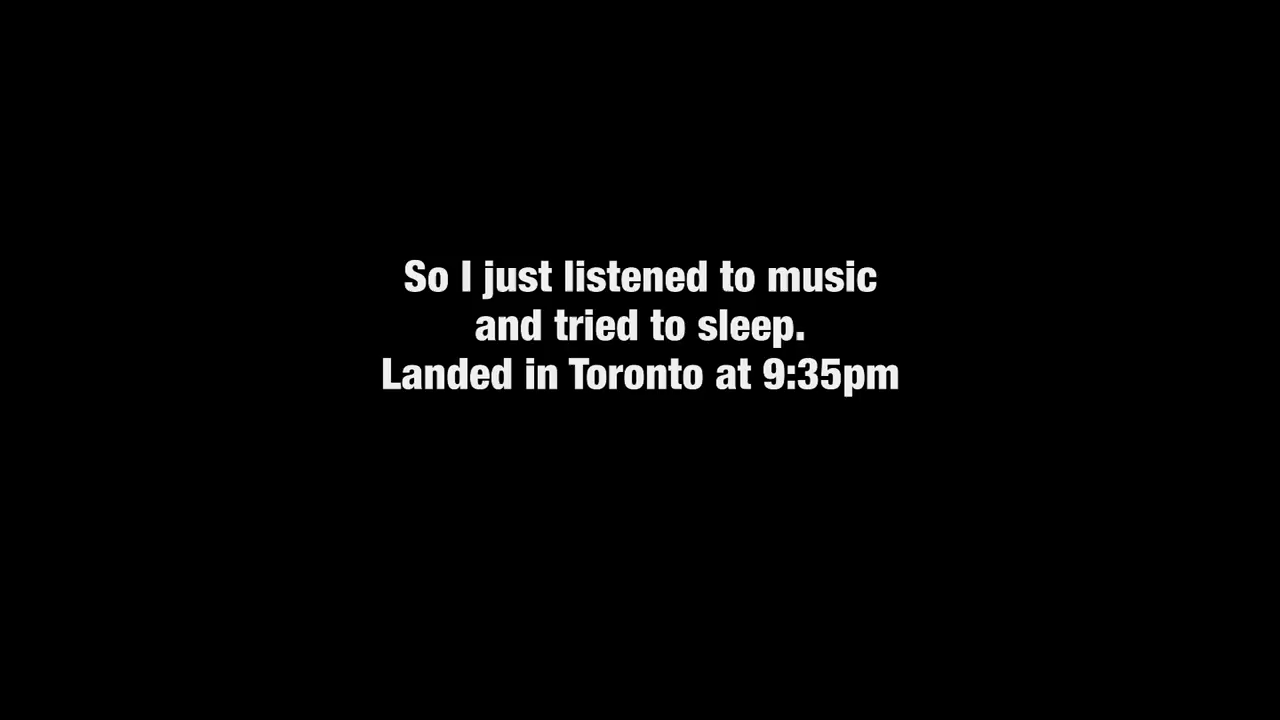 So I just listened to music
and tried to sleep.
Landed in Toronto at 9:35pm